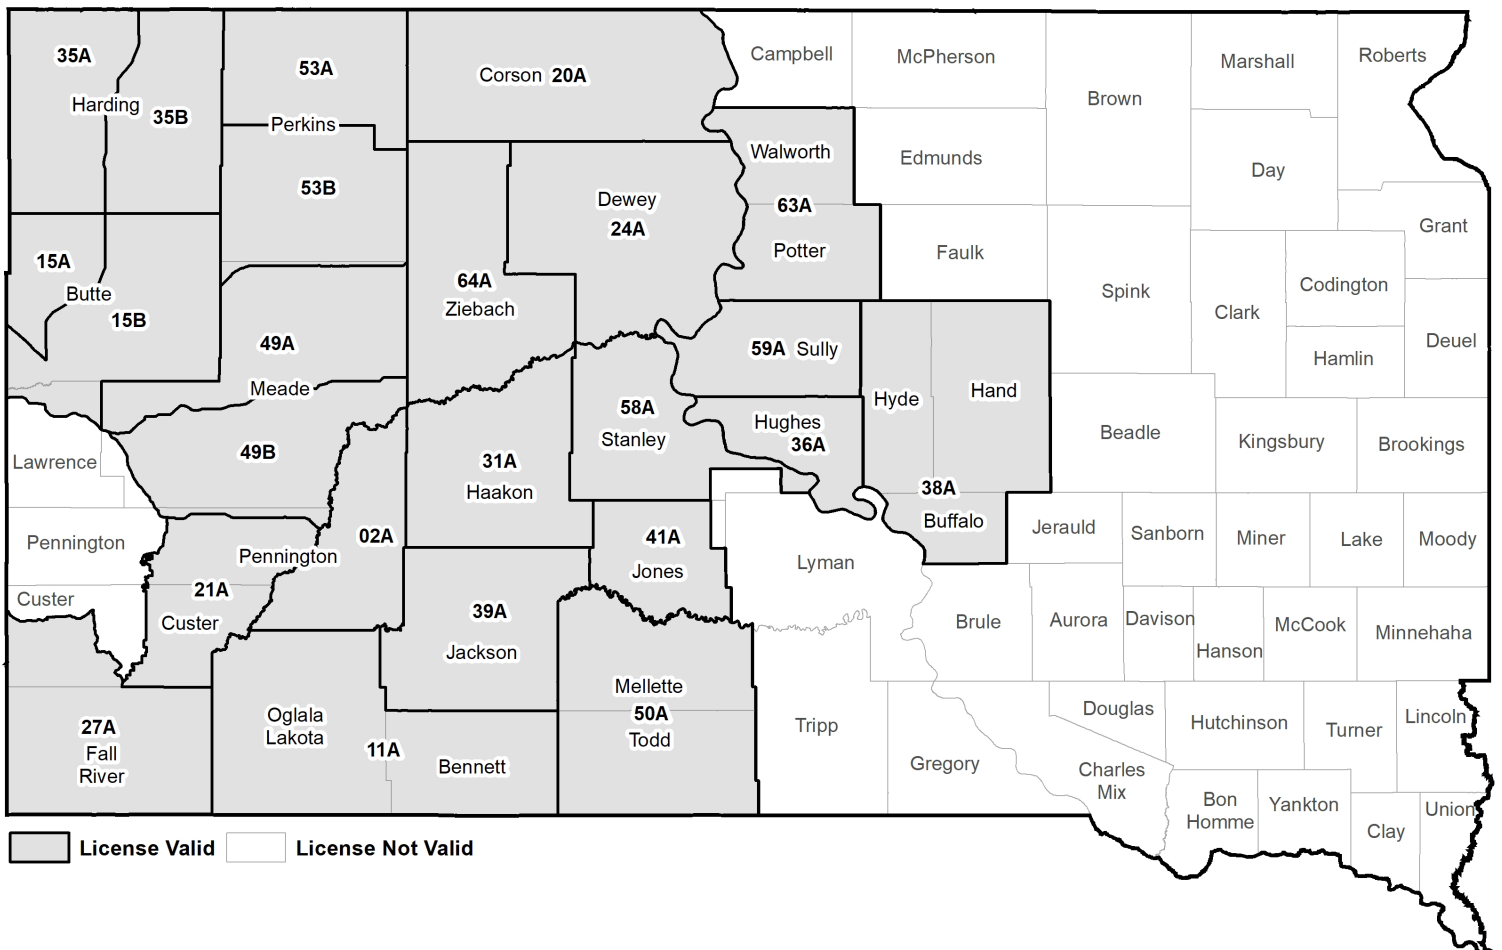 35A
Harding
35B
53A
Perkins
53B
Corson 20A
Campbell
McPherson
Brown
Marshall
Roberts
Walworth
63A
Potter
Edmunds
Day
Grant
Dewey
24A
Faulk
Spink
Clark
Codington
Hamlin
Deuel
15A
Butte
15B
64A
Ziebach
49A
Meade
49B
59A Sully
Hyde
Hand
38A
Buffalo
58A
Stanley
Hughes
36A
Beadle
Kingsbury
Brookings
Lawrence
31A
Haakon
Pennington
Pennington
02A
41A
Jones
Lyman
Jerauld
Sanborn
Miner
Lake
Moody
Custer
21A
Custer
39A
Jackson
Brule
Aurora
Davison
Hanson
McCook
Minnehaha
Mellette
50A
Todd
27A
Fall
River
Oglala
Lakota
11A
Bennett
Tripp
Gregory
Douglas
Charles
Mix
Hutchinson
Turner
Lincoln
Bon
Homme
Yankton
Clay
Union
License Valid
License Not Valid